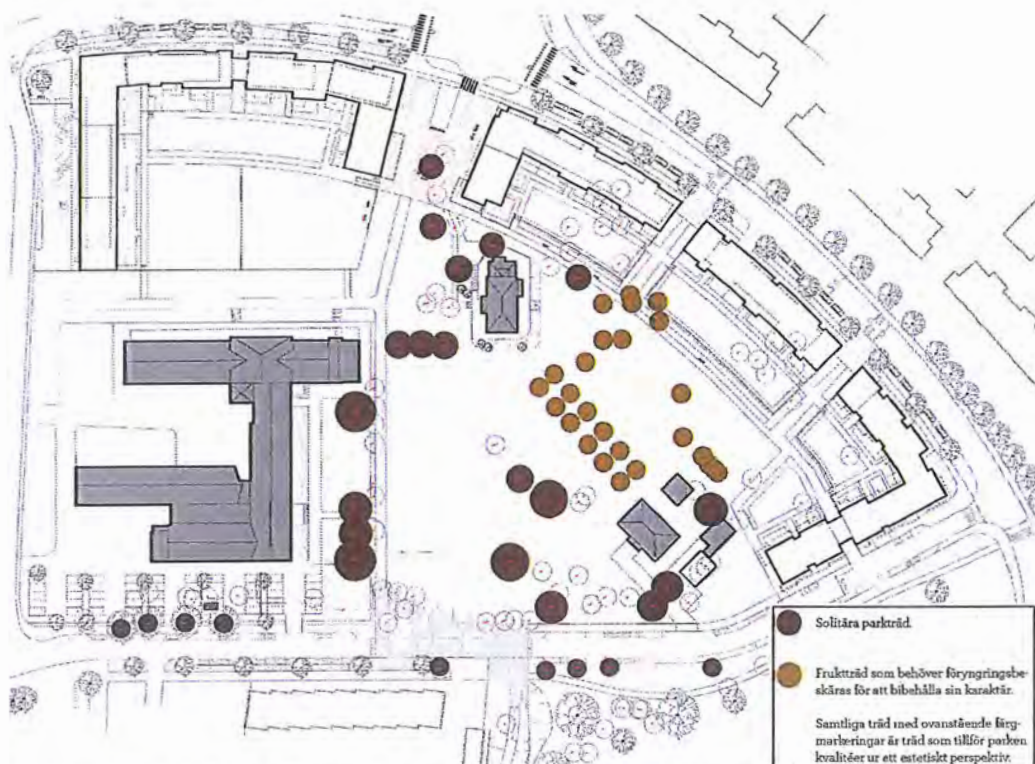 Solitära parkträd.
Fruktträd som behöver föryngringsbe-
skäras för att bibehålla sin karaktär.
Samtliga träd med ovanstående färg-
markeringar är träd som tillför parken
kvalitéer ur ett estetiskt perspektiv.